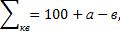 ∑кв = 100 + а − в,